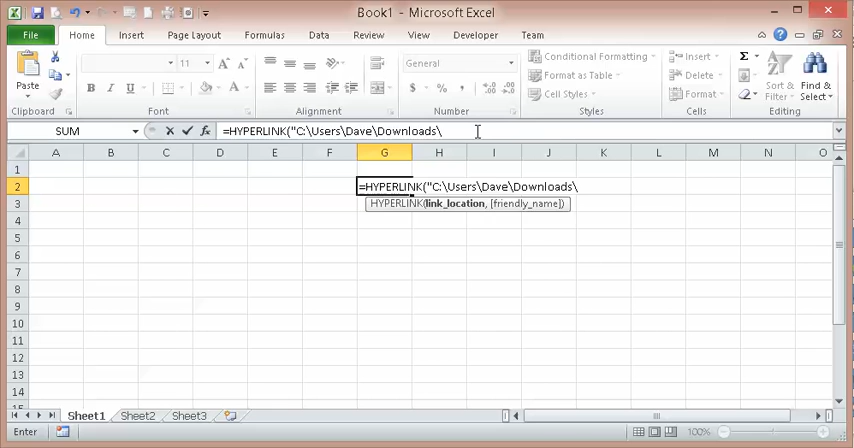 Book1 - Microsoft Excel
File Home Insert Page Layout Formulas Data Review View Developer Team
Paste
11
B I U
A A
General
$ % ,
Conditional Formatting
Format as Table
Cell Styles
Insert
Delete
Format
Σ
Sort &
Filter
Find &
Select
Clipboard Font Alignment Number Styles Cells Editing
SUM fx =HYPERLINK("C:\Users\Dave\Downloads\
A B C D E F G H I J K L M N O
1
2 =HYPERLINK("C:\Users\Dave\Downloads\
3 HYPERLINK(link_location, [friendly_name])
4
5
6
7
8
9
10
11
12
13
14
15
Sheet1 Sheet2 Sheet3
Enter 100%